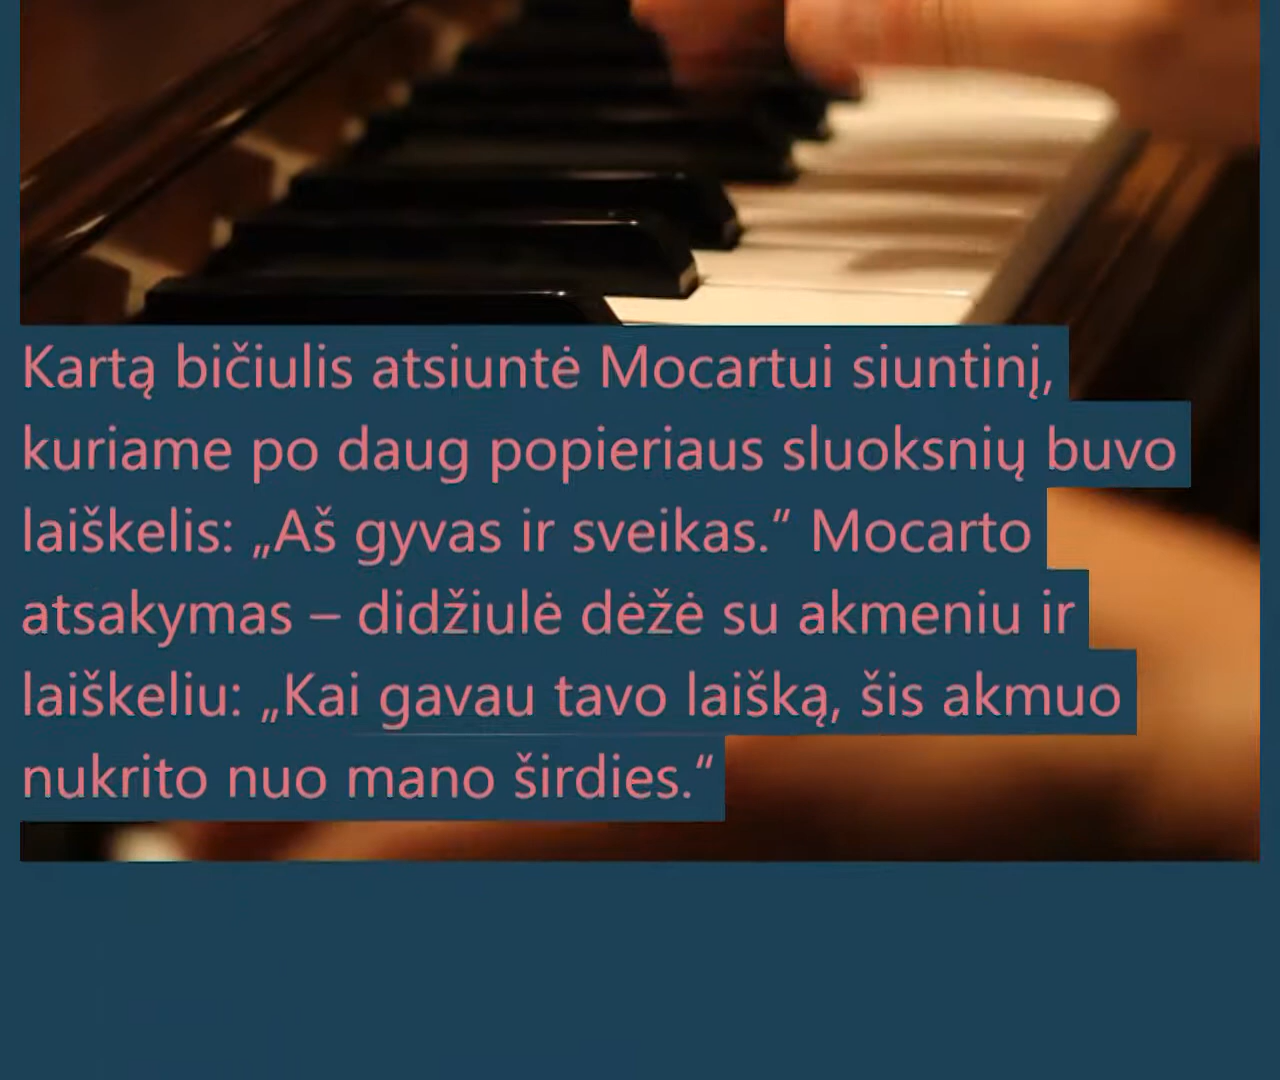 Kartą bičiulis atsiuntė Mocartui siuntinį,
kuriame po daug popieriaus sluoksnių buvo
laiškelis: „Aš gyvas ir sveikas.“ Mocarto
atsakymas – didžiulė dėžė su akmeniu ir
laiškeliu: „Kai gavau tavo laišką, šis akmuo
nukrito nuo mano širdies.“